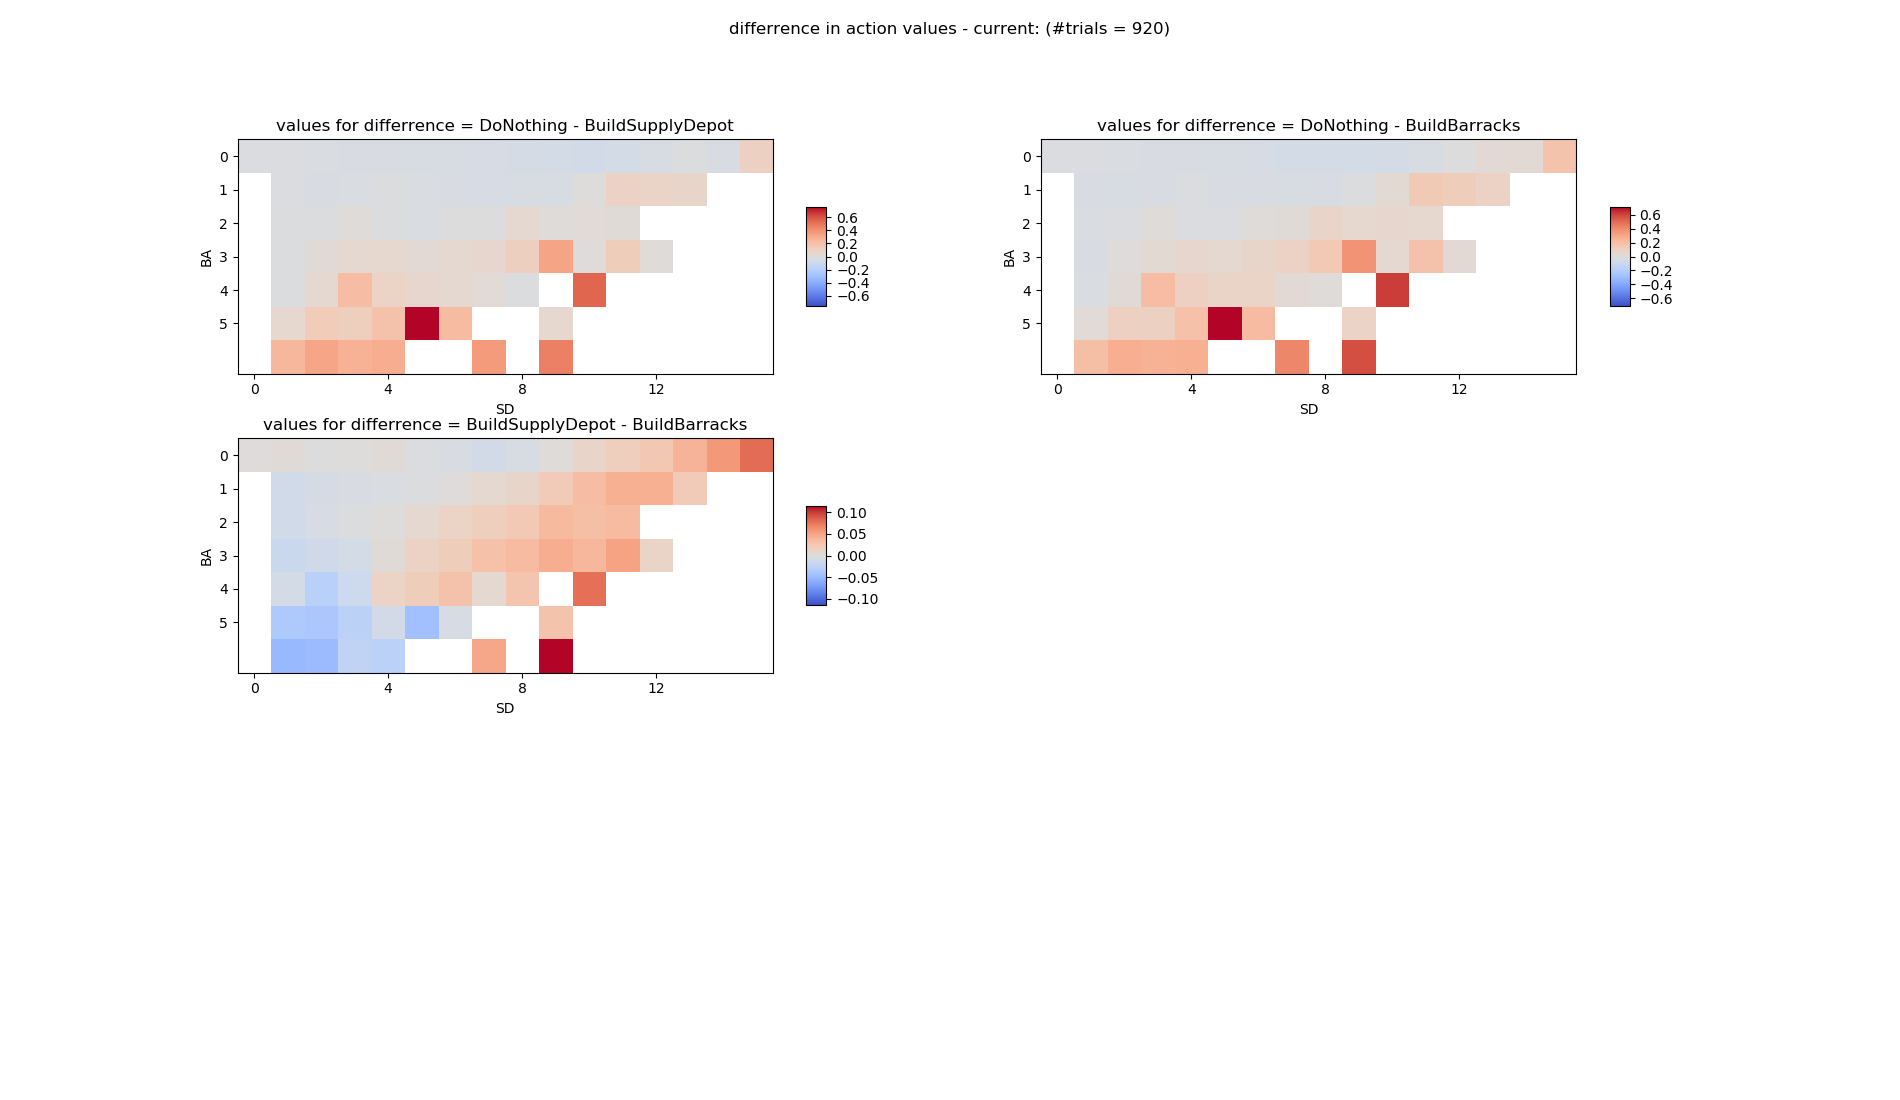 differrence in action values - current: (#trials = 920)
values for differrence = DoNothing - BuildSupplyDepot
0
1
2
3
4
5
BA
0 4 8 12
SD
0.6
0.4
0.2
0.0
−0.2
−0.4
−0.6
values for differrence = DoNothing - BuildBarracks
0
1
2
3
4
5
BA
0 4 8 12
SD
0.6
0.4
0.2
0.0
−0.2
−0.4
−0.6
values for differrence = BuildSupplyDepot - BuildBarracks
0
1
2
3
4
5
BA
0 4 8 12
SD
0.10
0.05
0.00
−0.05
−0.10